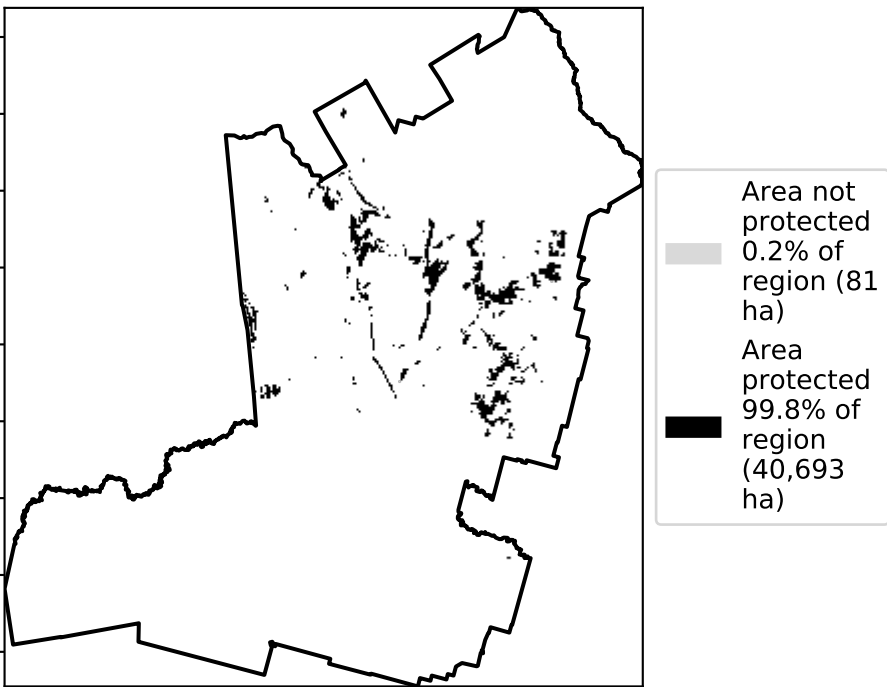 Area not
protected
0.2% of
region (81
ha)
Area
protected
99.8% of
region
(40,693
ha)